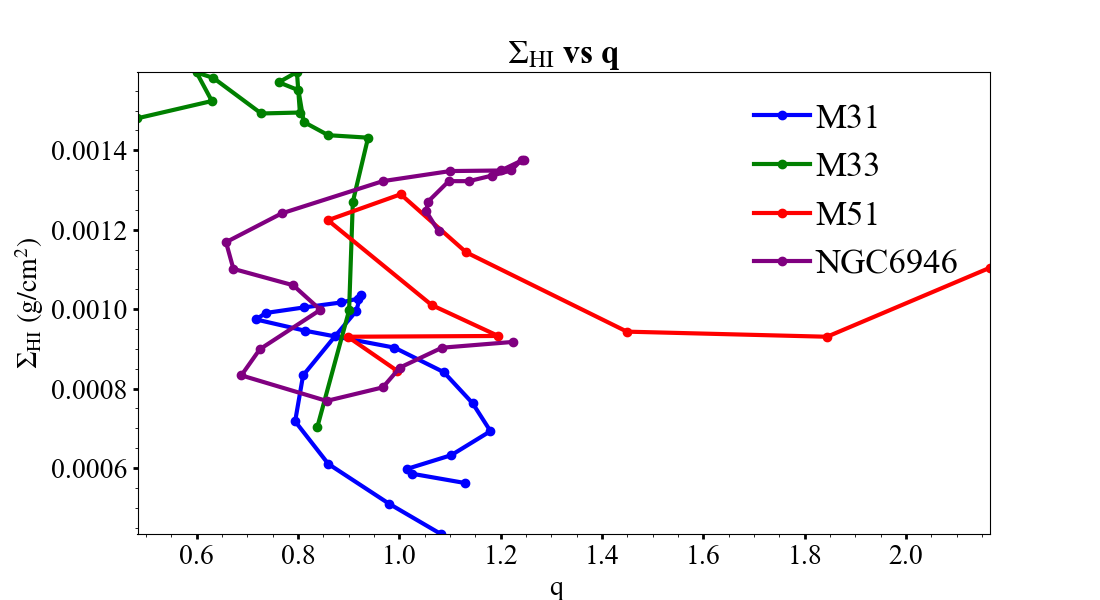 Σ_HI vs q
M31
M33
M51
NGC6946
Σ_HI (g/cm²)
0.0014
0.0012
0.0010
0.0008
0.0006
0.6 0.8 1.0 1.2 1.4 1.6 1.8 2.0
q